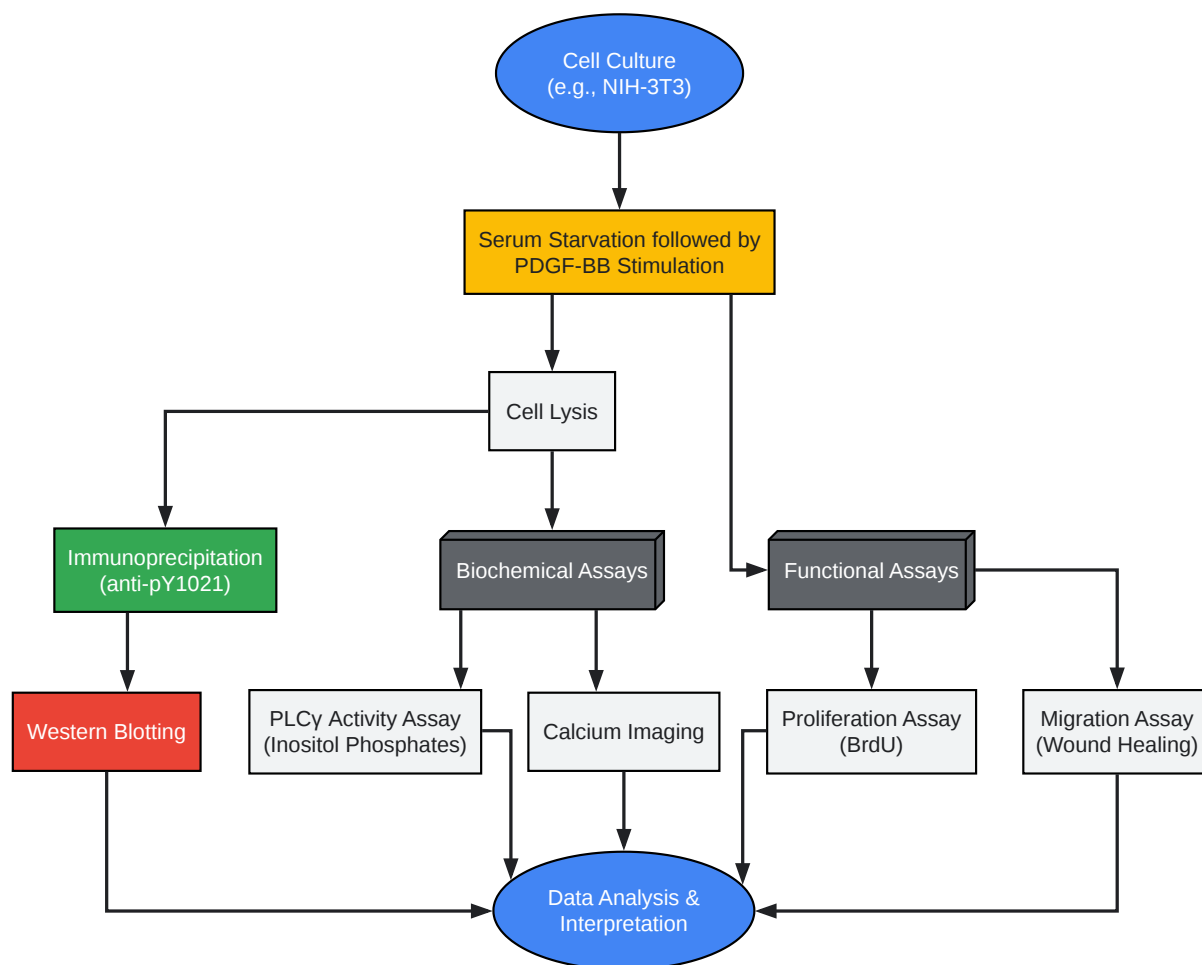 Cell Culture
(e.g., NIH-3T3)
Serum Starvation followed by
PDGF-BB Stimulation
Cell Lysis
Immunoprecipitation
(anti-pY1021)
Biochemical Assays
Functional Assays
Western Blotting
PLCγ Activity Assay
(Inositol Phosphates)
Calcium Imaging
Proliferation Assay
(BrdU)
Migration Assay
(Wound Healing)
Data Analysis &
Interpretation